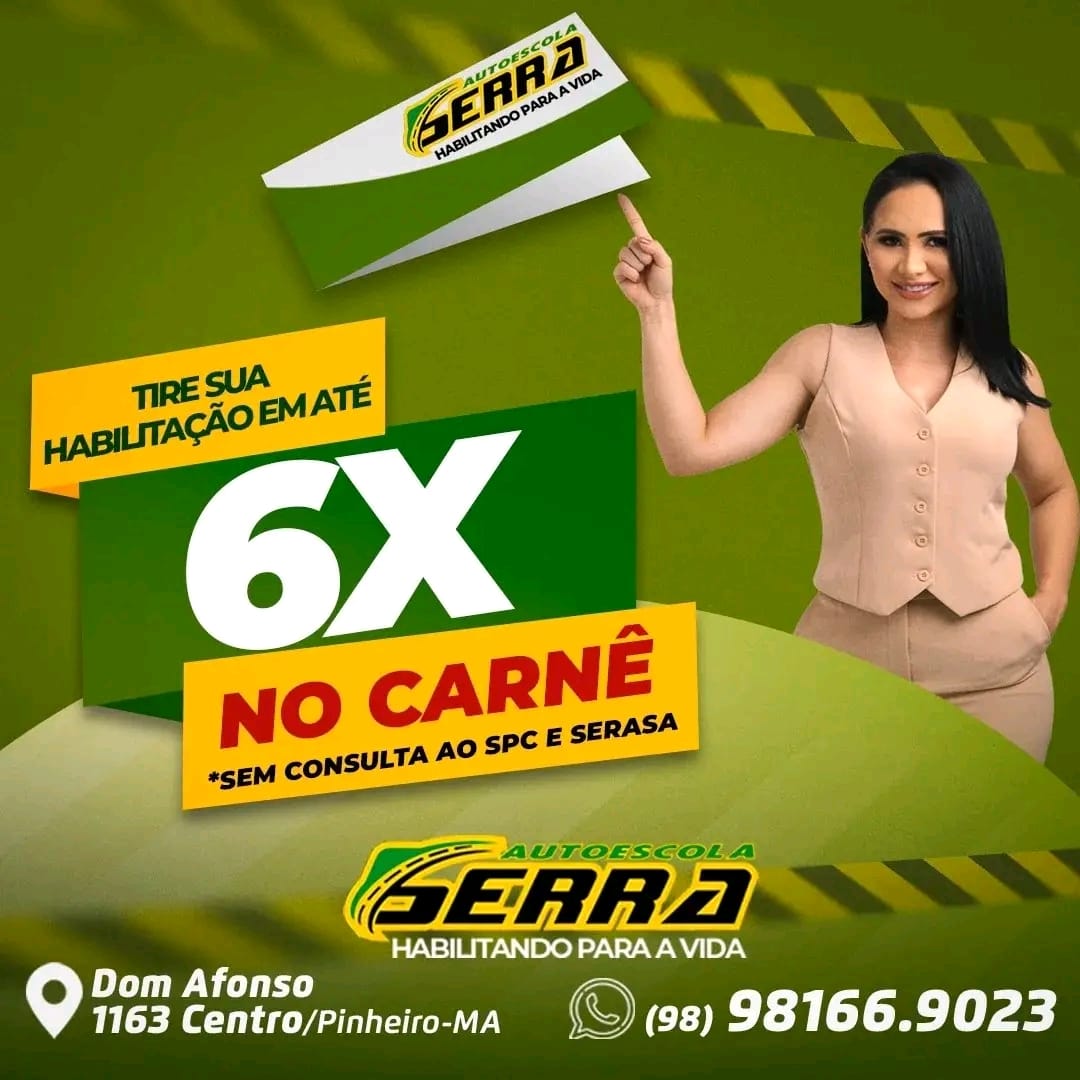 AUTOESCOLA
SERRA
HABILITANDO PARA A VIDA
TIRE SUA
HABILITAÇÃO EM ATÉ
6X
NO CARNÊ
*SEM CONSULTA AO SPC E SERASA
AUTOESCOLA
SERRA
HABILITANDO PARA A VIDA
Dom Afonso
1163 Centro/Pinheiro-MA
(98) 98166.9023